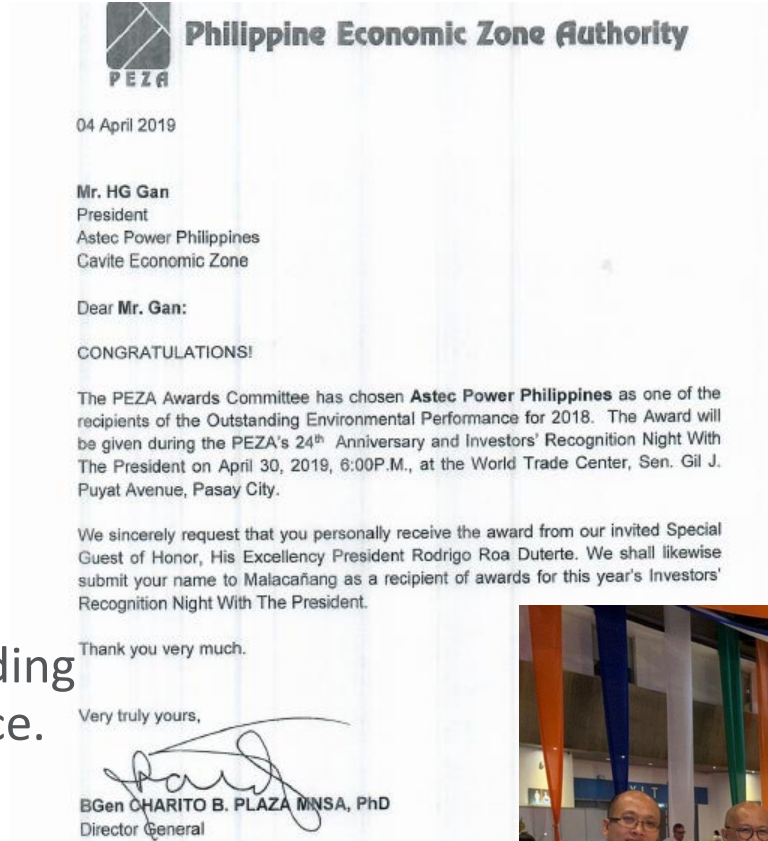 Philippine Economic Zone Authority
PEZA
04 April 2019
Mr. HG Gan
President
Astec Power Philippines
Cavite Economic Zone
Dear Mr. Gan:
CONGRATULATIONS!
The PEZA Awards Committee has chosen Astec Power Philippines as one of the
recipients of the Outstanding Environmental Performance for 2018. The Award will
be given during the PEZA's 24th Anniversary and Investors' Recognition Night With
The President on April 30, 2019, 6:00P.M., at the World Trade Center, Sen. Gil J.
Puyat Avenue, Pasay City.
We sincerely request that you personally receive the award from our invited Special
Guest of Honor, His Excellency President Rodrigo Roa Duterte. We shall likewise
submit your name to Malacañang as a recipient of awards for this year's Investors'
Recognition Night With The President.
Thank you very much.
Very truly yours,
BGen CHARITO B. PLAZA MNSA, PhD
Director General
ding
ce.